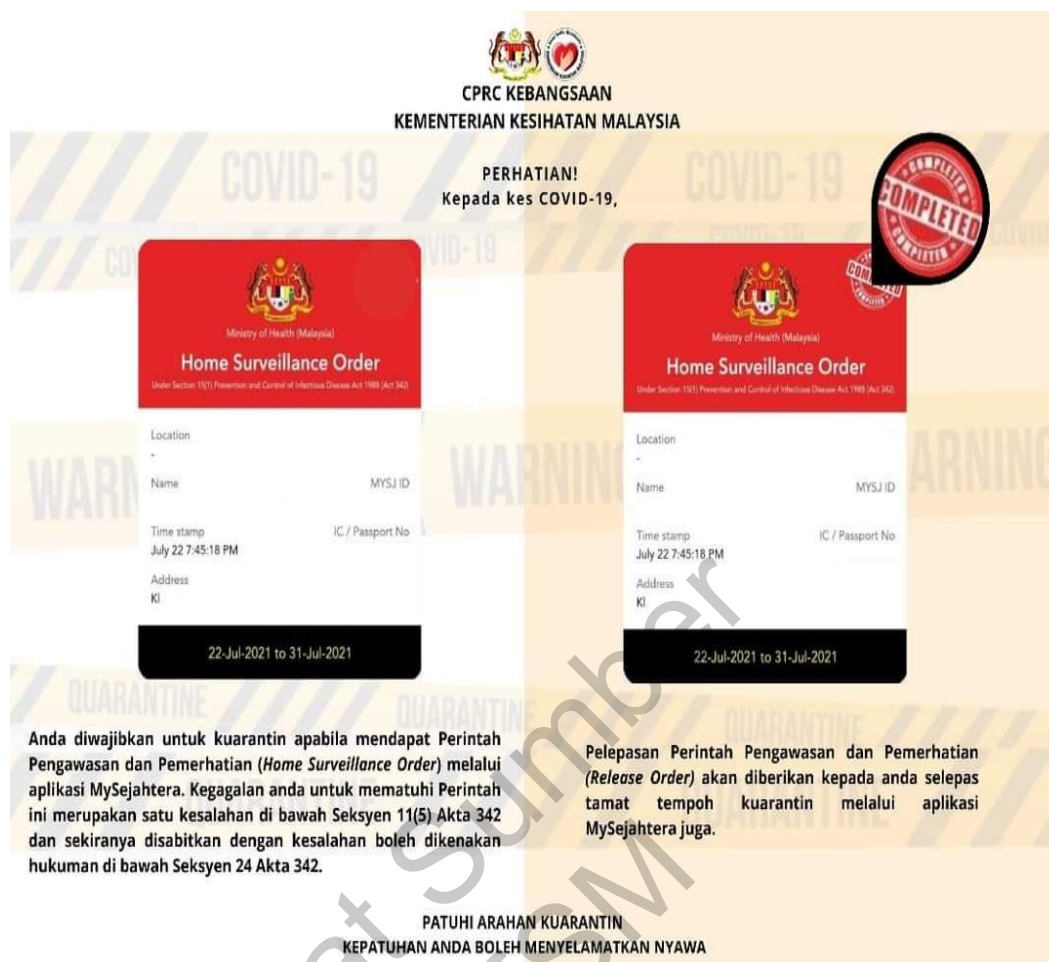 CPRC KEBANGSAAN
KEMENTERIAN KESIHATAN MALAYSIA
PERHATIAN!
Kepada kes COVID-19,
COVID-19
COVID-19
COVID-19
COMPLETED
COMPLETED
COMPLETED
Ministry of Health (Malaysia)
Home Surveillance Order
Under Section 15(1) Prevention and Control of Infectious Disease Act 1988 (Act 342)
Location
-
Name MYSJ ID
Time stamp IC / Passport No
July 22 7:45:18 PM
Address
Kl
22-Jul-2021 to 31-Jul-2021
Ministry of Health (Malaysia)
Home Surveillance Order
Under Section 15(1) Prevention and Control of Infectious Disease Act 1988 (Act 342)
Location
-
Name MYSJ ID
Time stamp IC / Passport No
July 22 7:45:18 PM
Address
Kl
22-Jul-2021 to 31-Jul-2021
WARN
WARNING
ARNING
QUARANTINE
QUARANTINE
QUARANTINE
Anda diwajibkan untuk kuarantin apabila mendapat Perintah
Pengawasan dan Pemerhatian (Home Surveillance Order) melalui
aplikasi MySejahtera. Kegagalan anda untuk mematuhi Perintah
ini merupakan satu kesalahan di bawah Seksyen 11(5) Akta 342
dan sekiranya disabitkan dengan kesalahan boleh dikenakan
hukuman di bawah Seksyen 24 Akta 342.
Pelepasan Perintah Pengawasan dan Pemerhatian
(Release Order) akan diberikan kepada anda selepas
tamat tempoh kuarantin melalui aplikasi
MySejahtera juga.
PATUHI ARAHAN KUARANTIN
KEPATUHAN ANDA BOLEH MENYELAMATKAN NYAWA